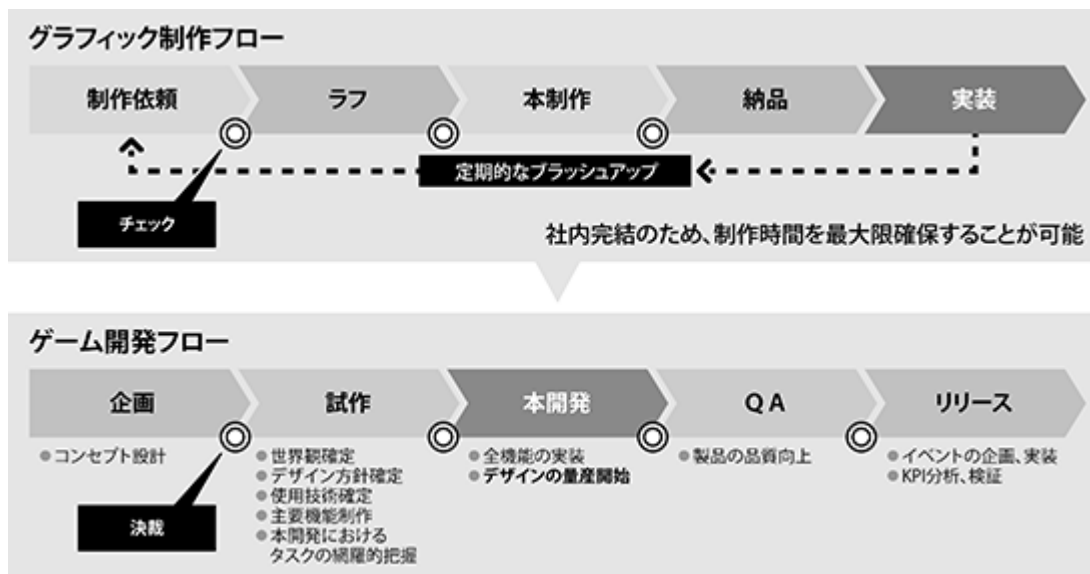 グラフィック制作フロー
制作依頼
ラフ
本制作
納品
実装
定期的なブラッシュアップ
チェック
社内完結のため、制作時間を最大限確保することが可能
ゲーム開発フロー
企画
試作
本開発
QA
リリース
●コンセプト設計
●世界観確定
●デザイン方針確定
●使用技術確定
●主要機能制作
●本開発における
タスクの網羅的把握
●全機能の実装
●デザインの量産開始
●製品の品質向上
●イベントの企画、実装
●KPI分析、検証
決裁